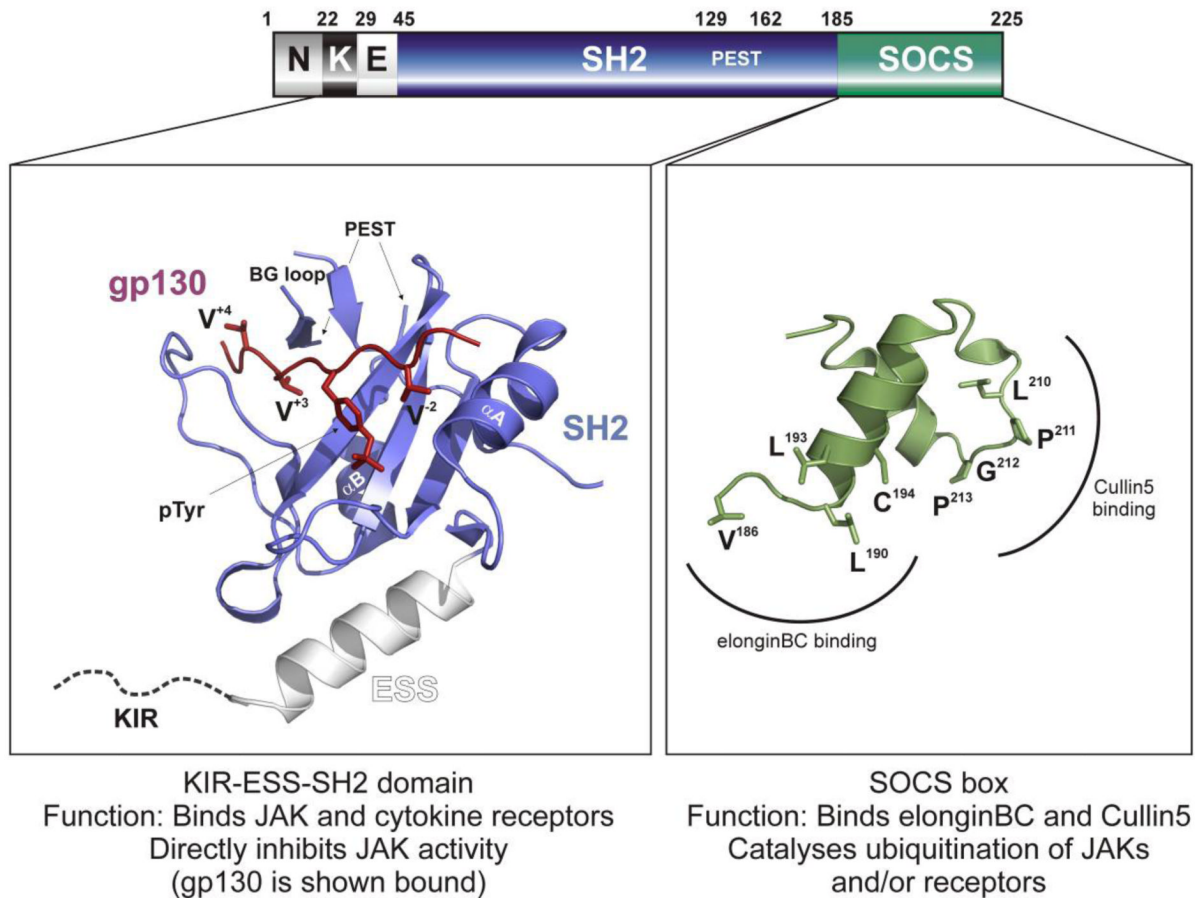 1 22 29 45 129 162 185 225
N K E SH2 PEST SOCS
PEST
BG loop
gp130
V+4
V+3
V-2
αA
SH2
αB
pTyr
ESS
KIR
L210
P211
G212
P213
L193
C194
V186
L190
Cullin5
binding
elonginBC binding
KIR-ESS-SH2 domain
Function: Binds JAK and cytokine receptors
Directly inhibits JAK activity
(gp130 is shown bound)
SOCS box
Function: Binds elonginBC and Cullin5
Catalyses ubiquitination of JAKs
and/or receptors